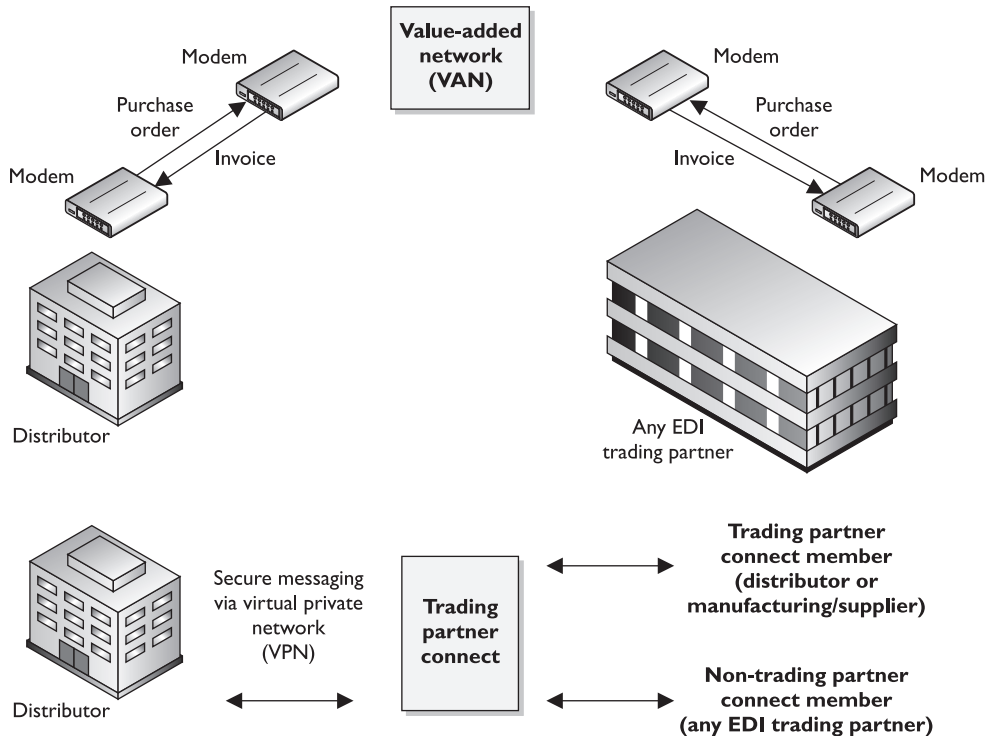 Value-added
network
(VAN)
Modem
Purchase
order
Invoice
Modem
Modem
Purchase
order
Invoice
Modem
Distributor
Any EDI
trading partner
Distributor
Secure messaging
via virtual private
network
(VPN)
Trading
partner
connect
Trading partner
connect member
(distributor or
manufacturing/supplier)
Non-trading partner
connect member
(any EDI trading partner)